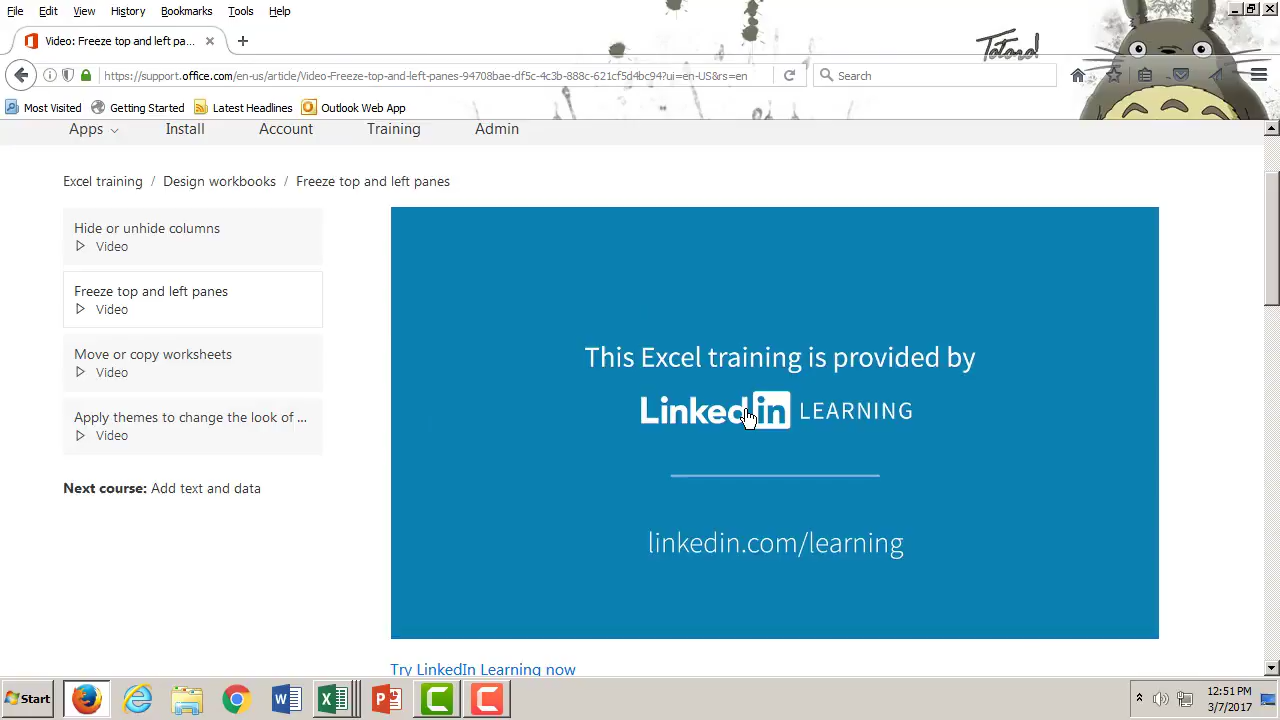 File Edit View History Bookmarks Tools Help
Video: Freeze top and left pa...
Totoro!
https://support.office.com/en-us/article/Video-Freeze-top-and-left-panes-94708bae-df5c-4
88c-621cf5d4bc94?ui=en-US&rs=en
Search
Most Visited Getting Started Latest Headlines Outlook Web App
Apps Install Account Training Admin
Excel training / Design workbooks / Freeze top and left panes
Hide or unhide columns
Video
Freeze top and left panes
Video
Move or copy worksheets
Video
Apply themes to change the look of ...
Video
Next course: Add text and data
This Excel training is provided by
Linkedin LEARNING
linkedin.com/learning
Try LinkedIn Learning now
Start
12:51 PM
3/7/2017